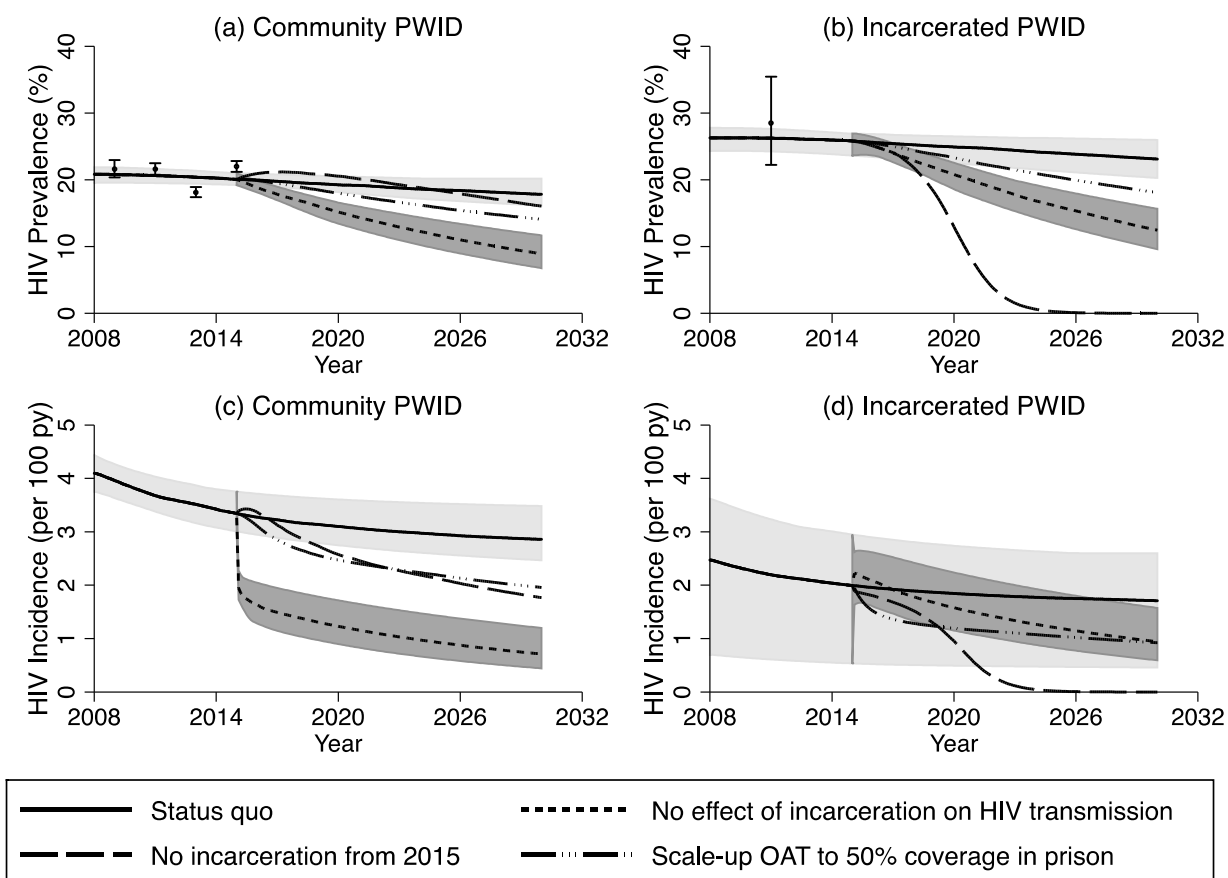 (a) Community PWID
HIV Prevalence (%)
40
30
20
10
0
2008 2014 2020 2026 2032
Year
(b) Incarcerated PWID
HIV Prevalence (%)
40
30
20
10
0
2008 2014 2020 2026 2032
Year
(c) Community PWID
HIV Incidence (per 100 py)
5
4
3
2
1
0
2008 2014 2020 2026 2032
Year
(d) Incarcerated PWID
HIV Incidence (per 100 py)
5
4
3
2
1
0
2008 2014 2020 2026 2032
Year
Status quo
No effect of incarceration on HIV transmission
No incarceration from 2015
Scale-up OAT to 50% coverage in prison